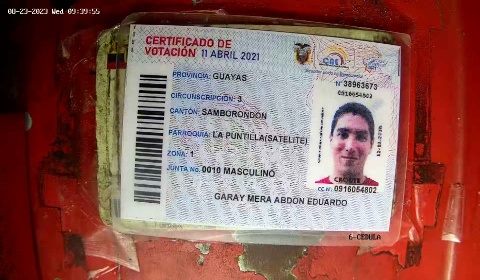 08-23-2023 Wed 09:39:55
CERTIFICADO DE
VOTACIÓN 11 ABRIL 2021
CNE
PROVINCIA: GUAYAS
N° 38963673
0916054802
CIRCUNSCRIPCIÓN: 3
CANTÓN: SAMBORONDÓN
PARROQUIA: LA PUNTILLA(SATELITE)
ZONA: 1
JUNTA No. 0010 MASCULINO
CC N°: 0916054802
GARAY MERA ABDON EDUARDO
6-CEDULA